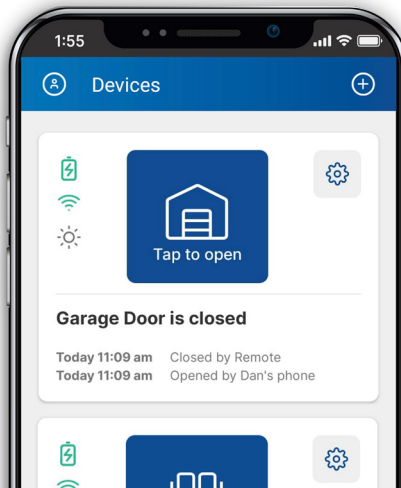 1:55
Devices
Tap to open
Garage Door is closed
Today 11:09 am Closed by Remote
Today 11:09 am Opened by Dan's phone